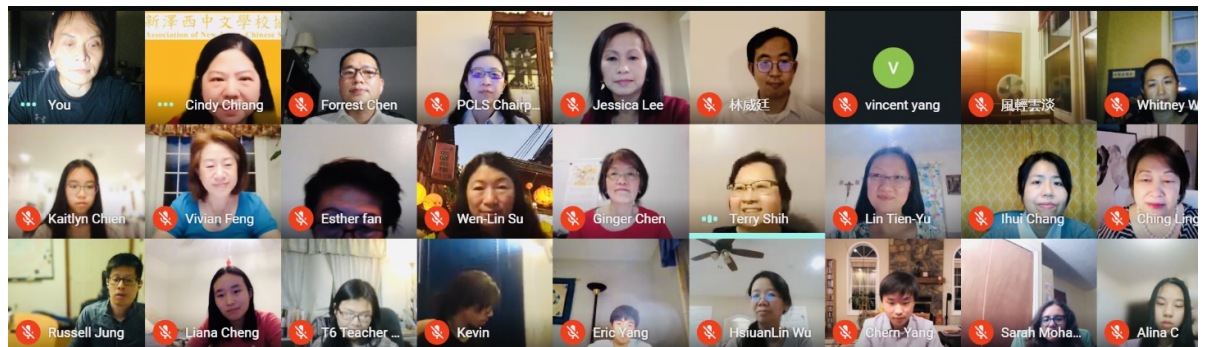 新澤西中文學校協
Association of New Jersey Chinese S
You
Cindy Chiang
Forrest Chen
PCLS Chairp...
Jessica Lee
林威廷
V
vincent yang
風輕雲淡
Whitney W
Kaitlyn Chien
Vivian Feng
Esther fan
Wen-Lin Su
Ginger Chen
Terry Shih
Lin Tien-Yu
Ihui Chang
Ching Ling
Russell Jung
Liana Cheng
T6 Teacher ...
Kevin
Eric Yang
HsiuanLin Wu
Chern Yang
Sarah Moha...
Alina C